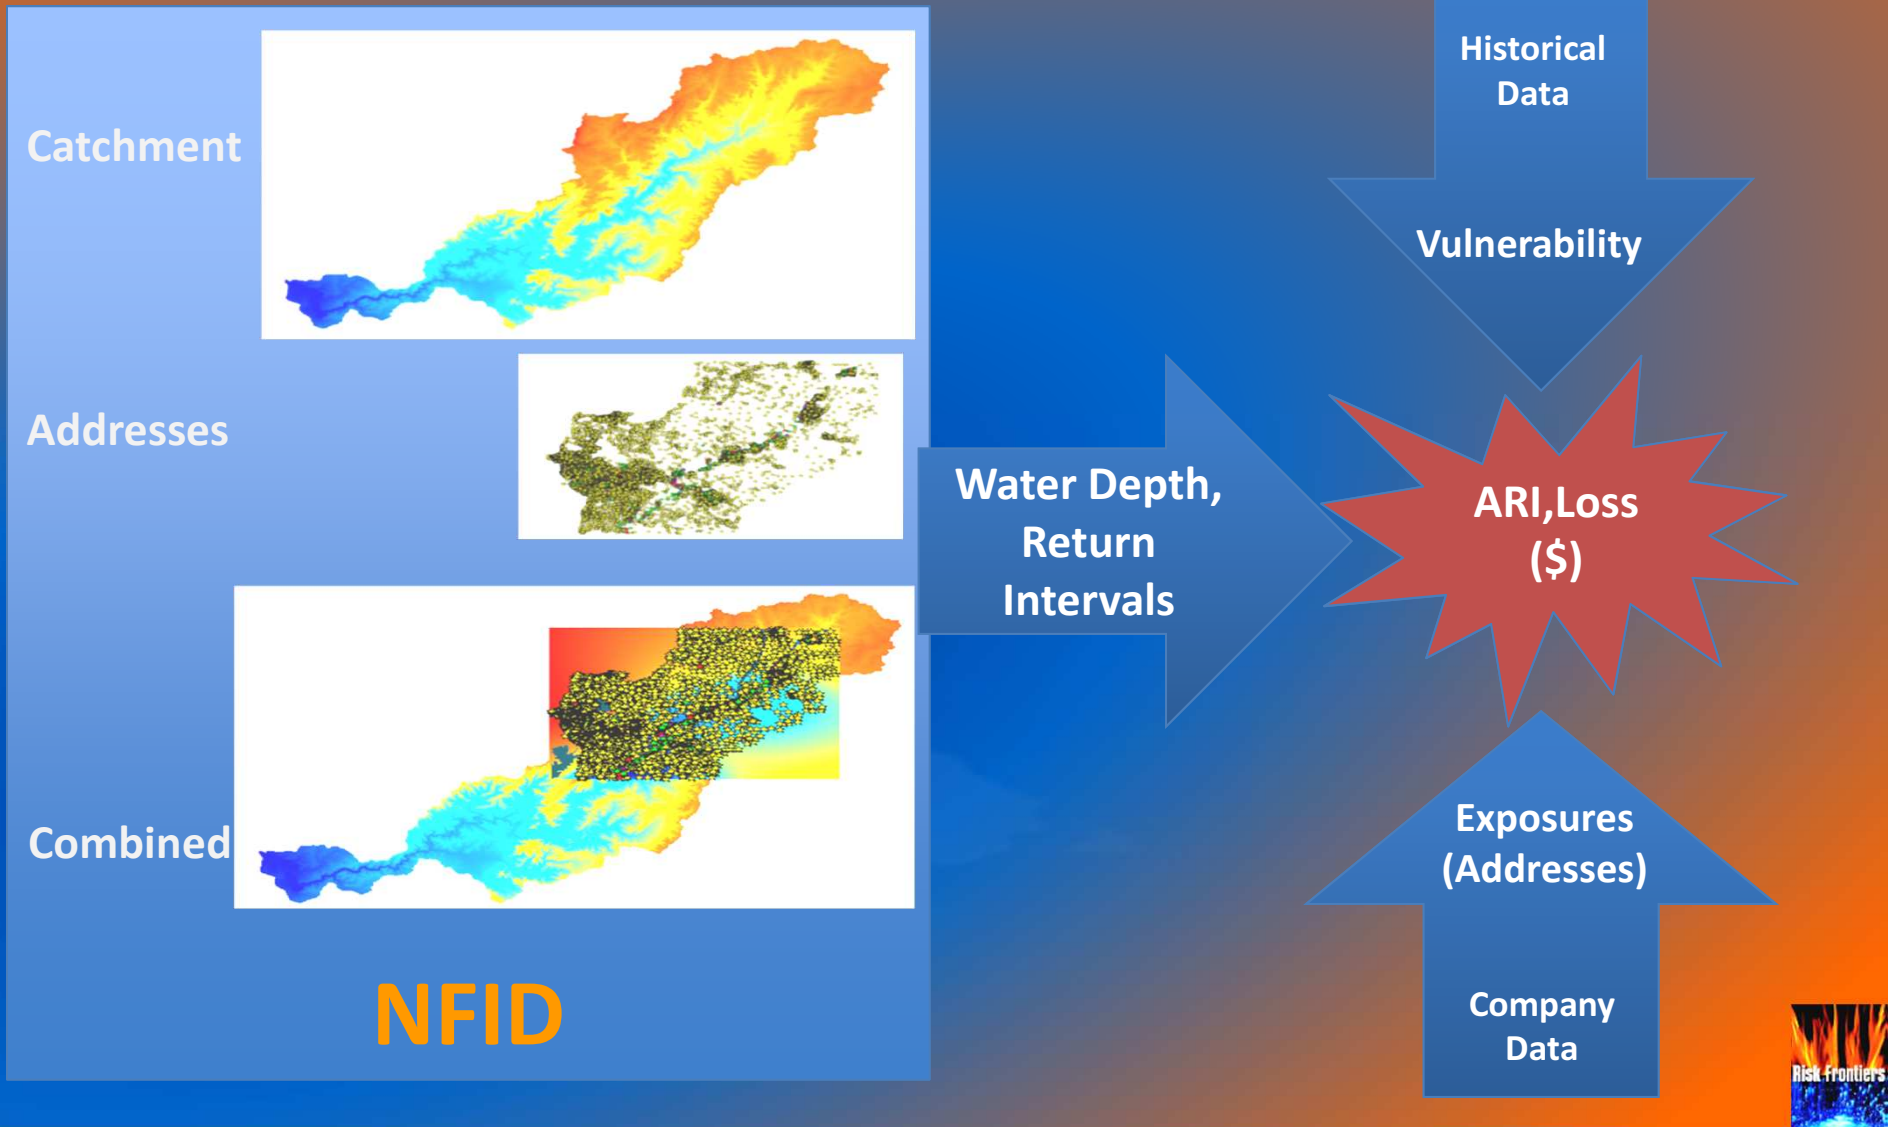 Catchment
Addresses
Combined
NFID
Water Depth,
Return
Intervals
Historical
Data
Vulnerability
ARI,Loss
($)
Exposures
(Addresses)
Company
Data
Risk Frontiers